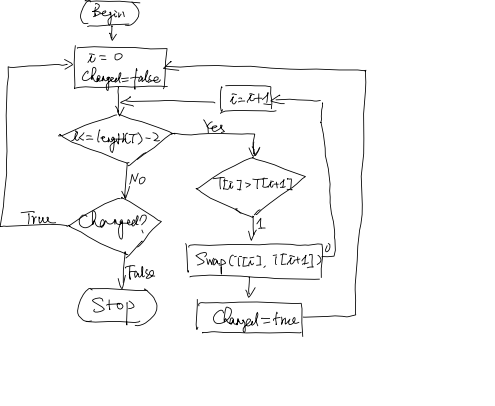 Begin
i = 0
Changed=false
i=i+1
i<=length(T)-2
Yes
T[i]>T[i+1]
No
True
Changed?
1
Swap(T[i], T[i+1])
0
False
Stop
Changed=true